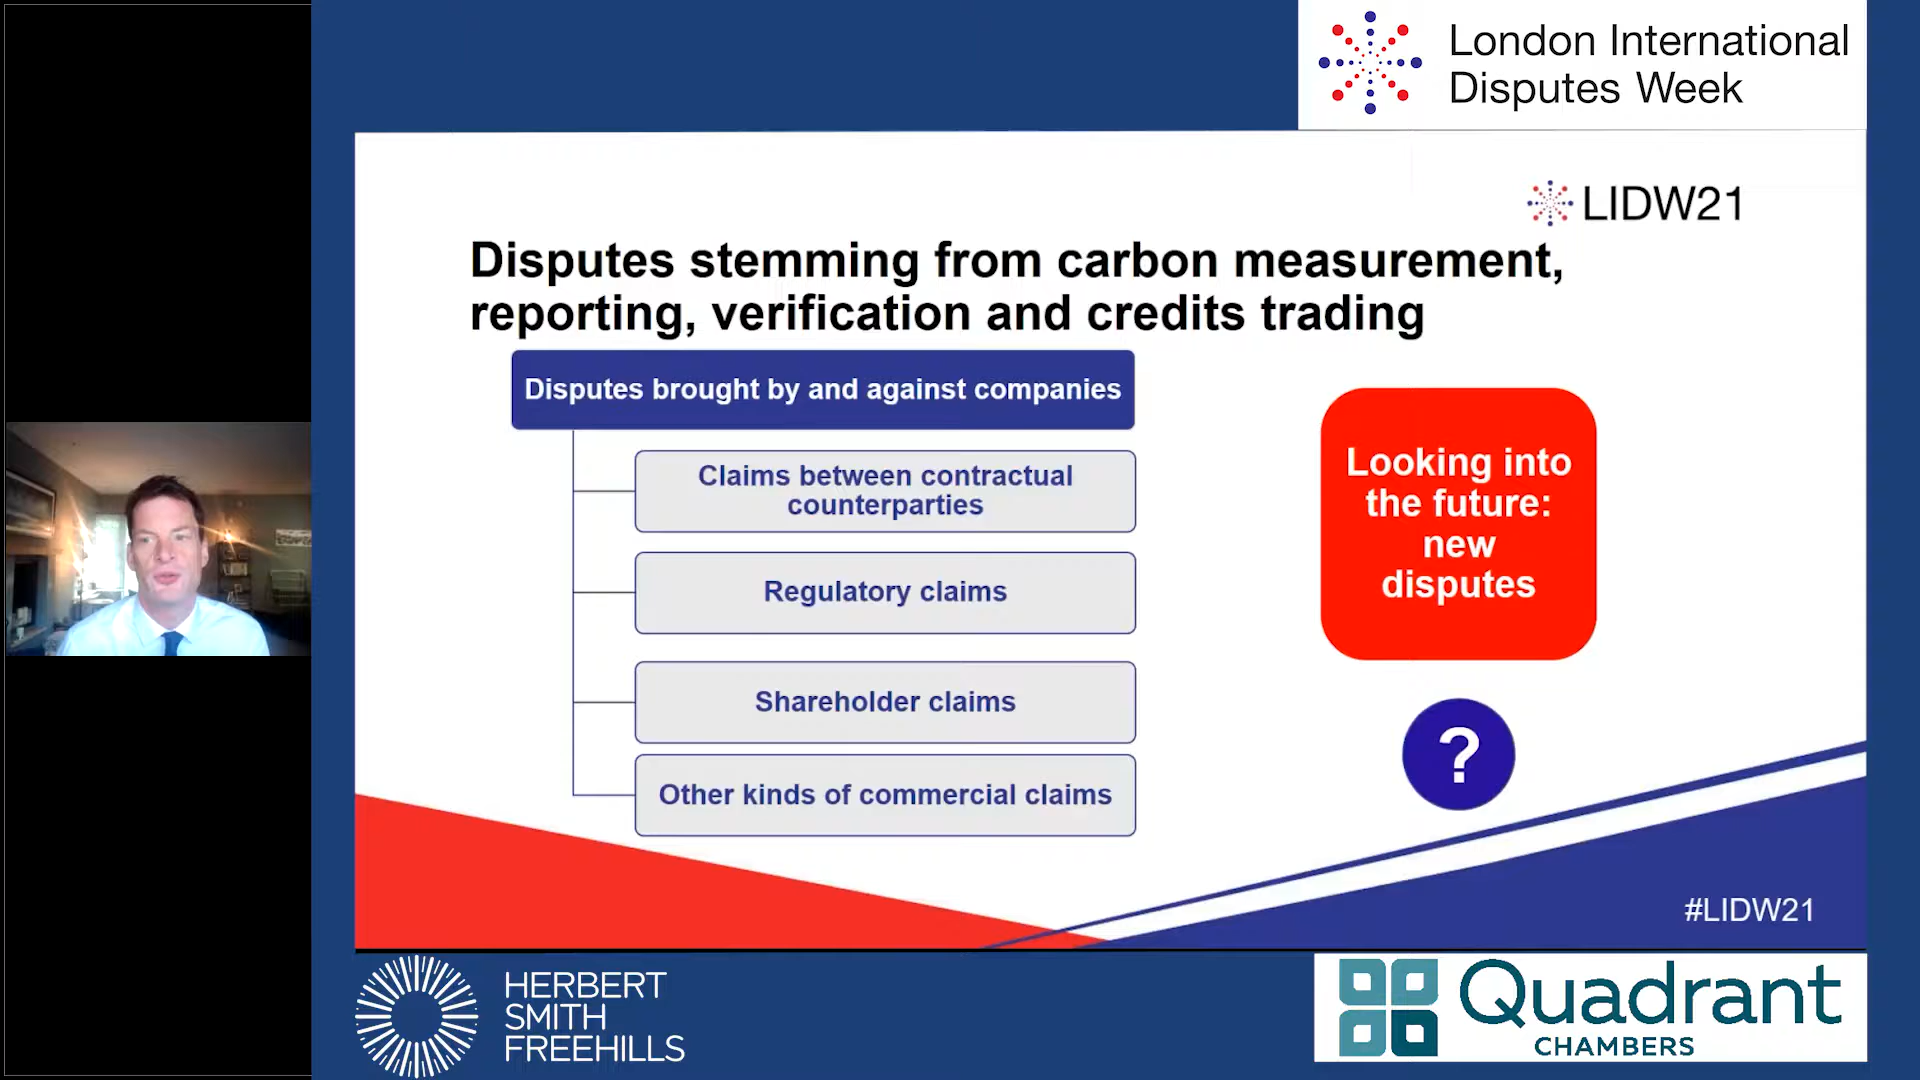 London International
Disputes Week
LIDW21
Disputes stemming from carbon measurement,
reporting, verification and credits trading
Disputes brought by and against companies
Claims between contractual
counterparties
Regulatory claims
Shareholder claims
Other kinds of commercial claims
Looking into
the future:
new
disputes
?
#LIDW21
HERBERT
SMITH
FREEHILLS
Quadrant
CHAMBERS